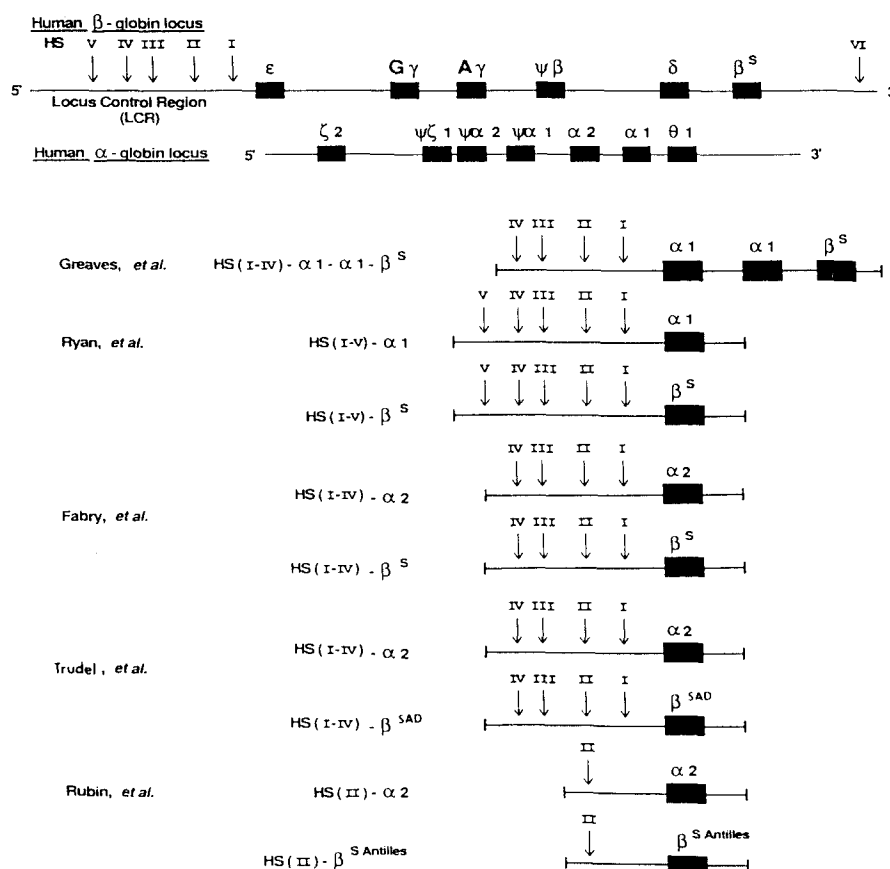 Human β-globin locus
HS V IV III II I VI
ε Gγ Aγ ψβ δ β^S
5' 3'
Locus Control Region
(LCR)
ζ2 ψζ1 ψα2 ψα1 α2 α1 θ1
Human α-globin locus 5' 3'
IV III II I
α1 α1 β^S
Greaves, et al. HS(I-IV)-α1-α1-β^S
V IV III II I
α1
Ryan, et al. HS(I-V)-α1
V IV III II I
β^S
HS(I-V)-β^S
IV III II I
α2
HS(I-IV)-α2
Fabry, et al.
IV III II I
β^S
HS(I-IV)-β^S
IV III II I
α2
HS(I-IV)-α2
Trudel, et al.
IV III II I
β^SAD
HS(I-IV)-β^SAD
II
α2
Rubin, et al. HS(II)-α2
II
β^S Antilles
HS(II)-β^S Antilles